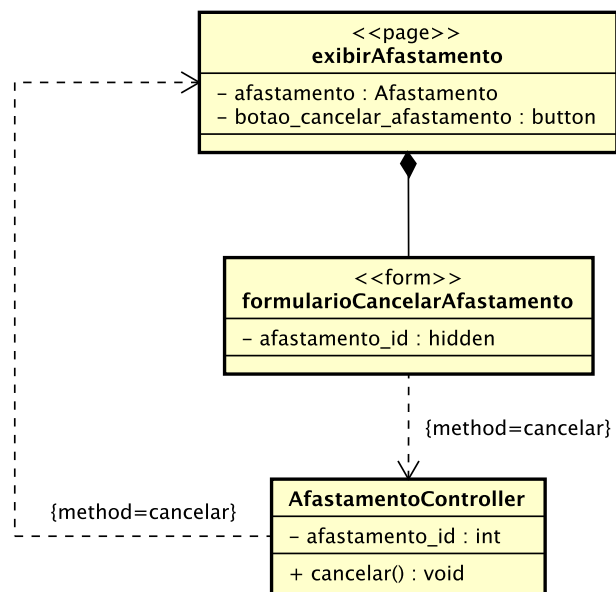 <<page>>
exibirAfastamento
– afastamento : Afastamento
– botao_cancelar_afastamento : button
<<form>>
formularioCancelarAfastamento
– afastamento_id : hidden
{method=cancelar}
{method=cancelar}
AfastamentoController
– afastamento_id : int
+ cancelar() : void